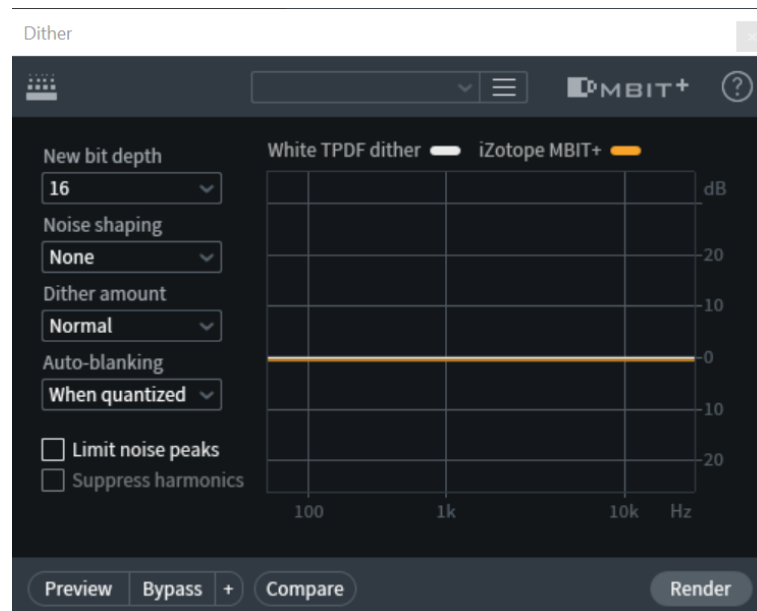 Dither
MBIT+ ?
New bit depth
16
Noise shaping
None
Dither amount
Normal
Auto-blanking
When quantized
Limit noise peaks
Suppress harmonics
White TPDF dither iZotope MBIT+
dB
20
10
0
10
20
100 1k 10k Hz
Preview Bypass + Compare Render